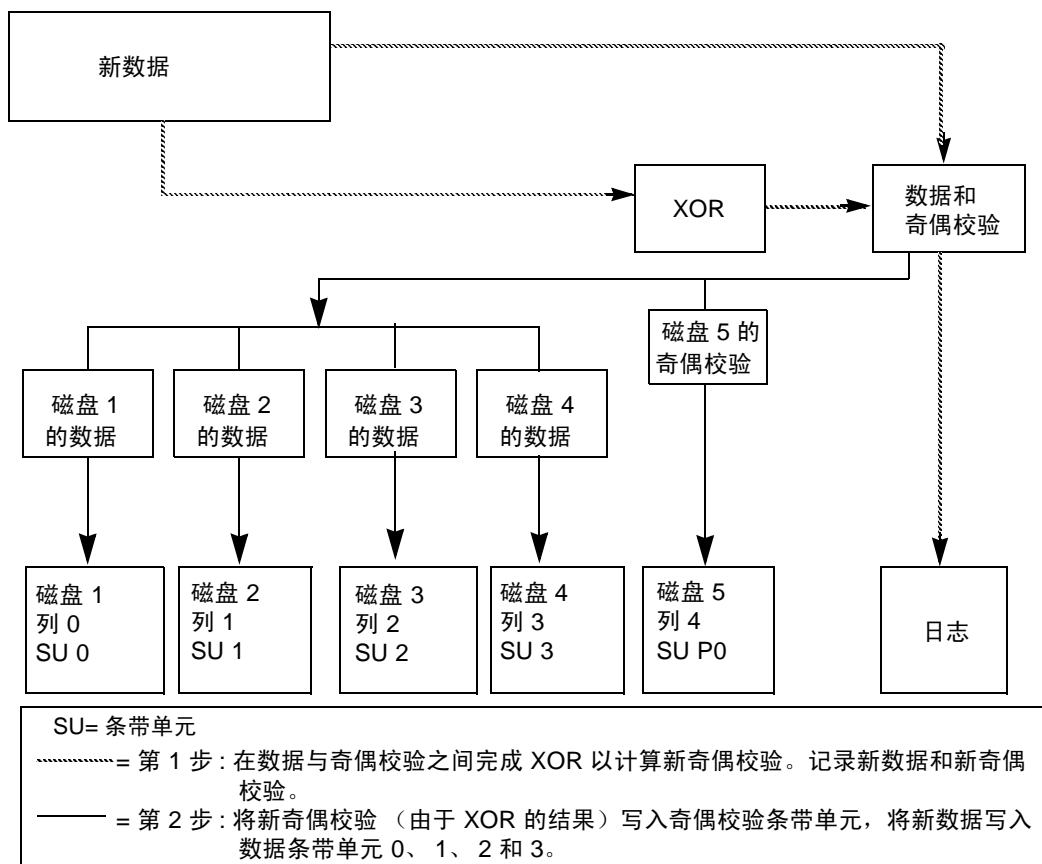 新数据
XOR
数据和
奇偶校验
磁盘 5 的
奇偶校验
磁盘 1
的数据
磁盘 2
的数据
磁盘 3
的数据
磁盘 4
的数据
磁盘 1
列 0
SU 0
磁盘 2
列 1
SU 1
磁盘 3
列 2
SU 2
磁盘 4
列 3
SU 3
磁盘 5
列 4
SU P0
日志
SU= 条带单元
= 第 1 步 : 在数据与奇偶校验之间完成 XOR 以计算新奇偶校验。记录新数据和新奇偶
校验。
= 第 2 步 : 将新奇偶校验 （由于 XOR 的结果）写入奇偶校验条带单元，将新数据写入
数据条带单元 0、 1、 2 和 3。